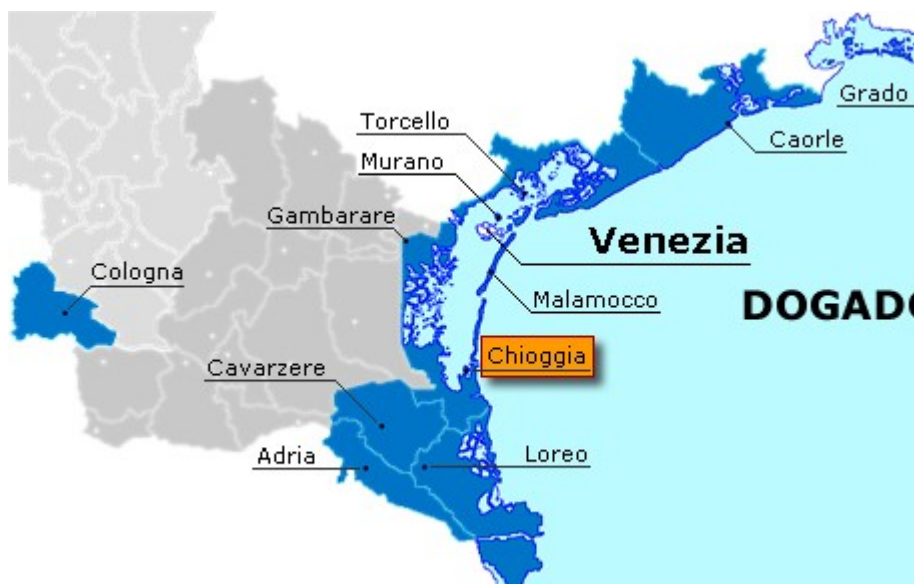 Grado
Torcello
Caorle
Murano
Gambarare
Venezia
Cologna
Malamocco
DOGADO
Chioggia
Cavarzere
Adria
Loreo